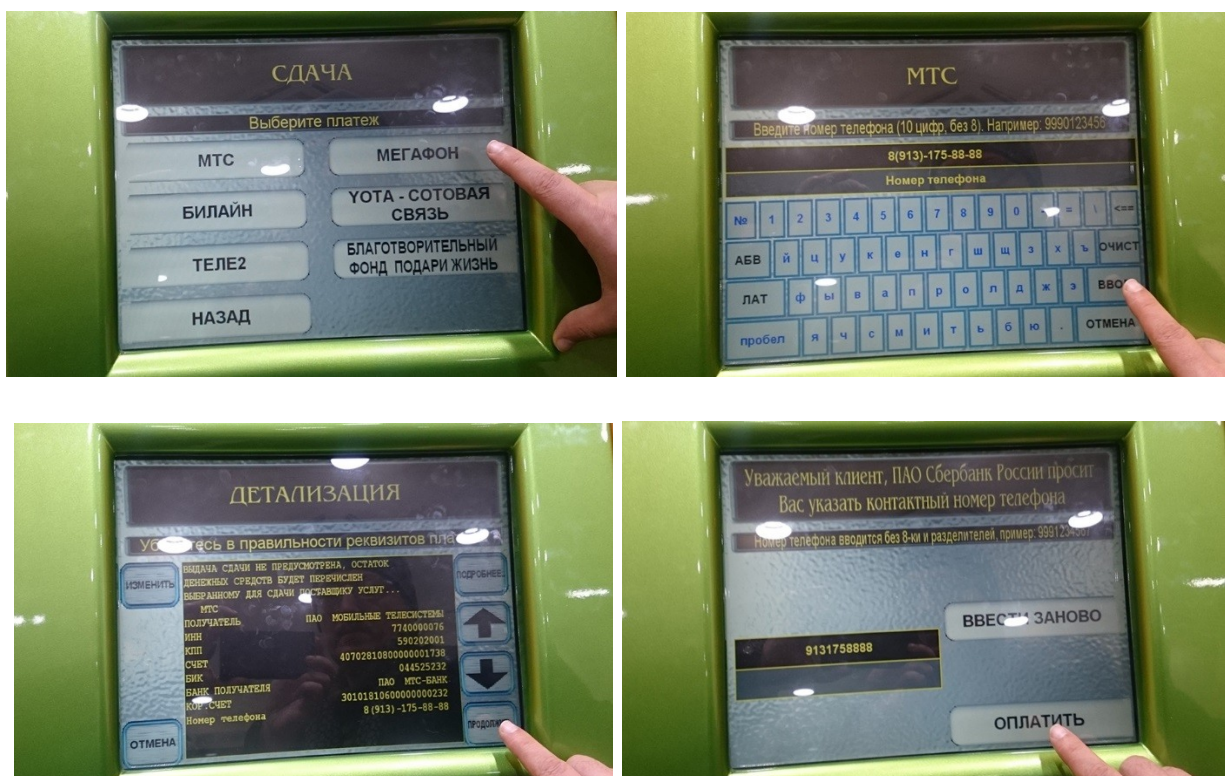 СДАЧА
Выберите платеж
МТС
МЕГАФОН
БИЛАЙН
YOTA - СОТОВАЯ
СВЯЗЬ
ТЕЛЕ2
БЛАГОТВОРИТЕЛЬНЫЙ
ФОНД ПОДАРИ ЖИЗНЬ
НАЗАД
МТС
Введите номер телефона (10 цифр, без 8). Например: 9990123458
8(913)-175-88-88
Номер телефона
№ 1 2 3 4 5 6 7 8 9 0 - = \ <==
АБВ й ц у к е н г ш щ з х ъ ОЧИСТ
ЛАТ ф ы в а п р о л д ж э
пробел я ч с м и т ь б ю . ОТМЕНА
ДЕТАЛИЗАЦИЯ
в правильности реквизитов
ИЗМЕНИТЬ
ПОДРОБНЕЕ
ВЫДАЧА СДАЧИ НЕ ПРЕДУСМОТРЕНА, ОСТАТОК
ДЕНЕЖНЫХ СРЕДСТВ БУДЕТ ПЕРЕЧИСЛЕН
ВЫБРАННОМУ ДЛЯ СДАЧИ ПОСТАВЩИКУ УСЛУГ...
МТС
ПОЛУЧАТЕЛЬ ПАО МОБИЛЬНЫЕ ТЕЛЕСИСТЕМЫ
ИНН 7740000076
КПП 590202001
СЧЕТ 40702810800000001738
БИК 044525232
БАНК ПОЛУЧАТЕЛЯ ПАО МТС-БАНК
КОР.СЧЕТ 30101810600000000232
Номер телефона 8(913)-175-88-88
ОТМЕНА
Уважаемый клиент, ПАО Сбербанк России просит
Вас указать контактный номер телефона
Номер телефона вводится без 8-ки и разделителей, пример: 9991234567
ВВЕСТИ ЗАНОВО
9131758888
ОПЛАТИТЬ